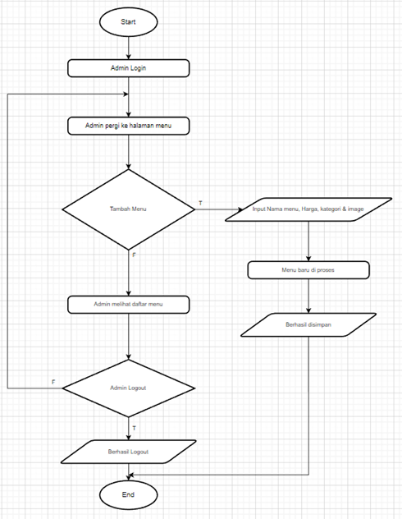 Start
Admin Login
Admin pergi ke halaman menu
Tambah Menu
T
Input Nama menu, Harga, kategori & image
F
Menu baru di proses
Admin melihat daftar menu
Berhasil disimpan
F
Admin Logout
T
Berhasil Logout
End